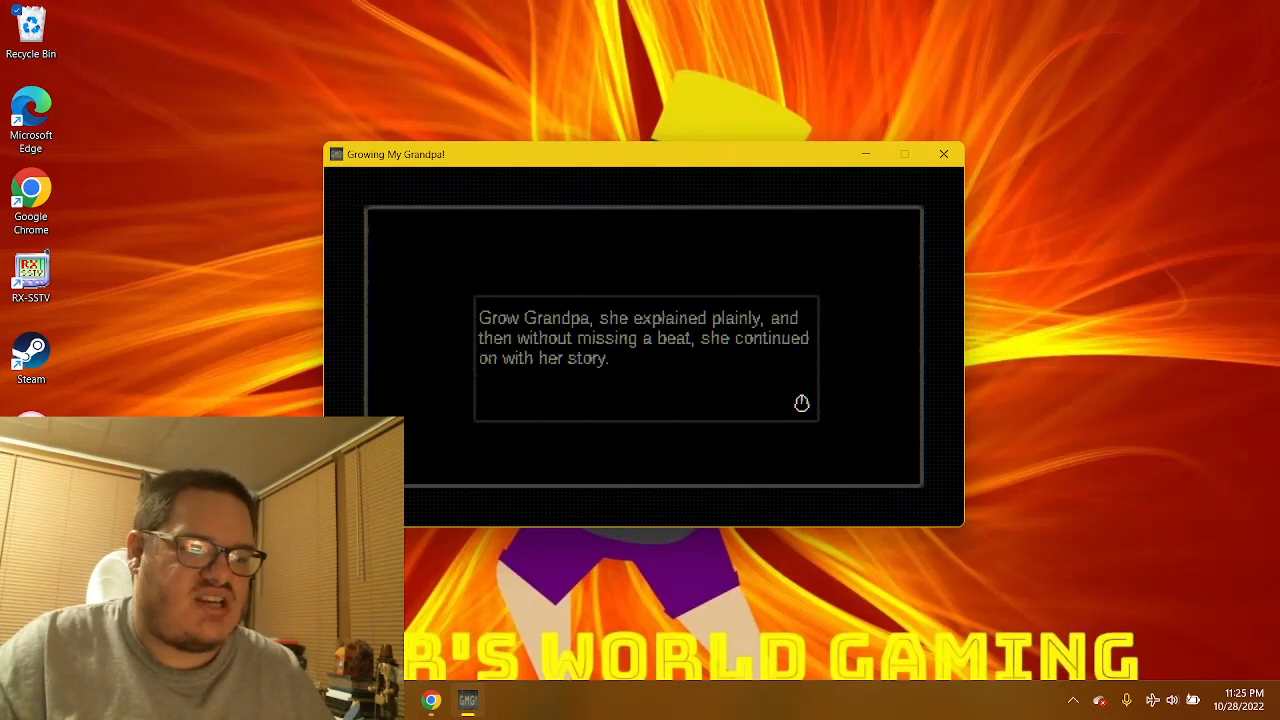 Recycle Bin
Microsoft
Edge
Google
Chrome
RX-SSTV
Steam
Growing My Grandpa!
Grow Grandpa, she explained plainly, and
then without missing a beat, she continued
on with her story.
R'S WORLD GAMING
GMG!
11:25 PM
10/28/2022